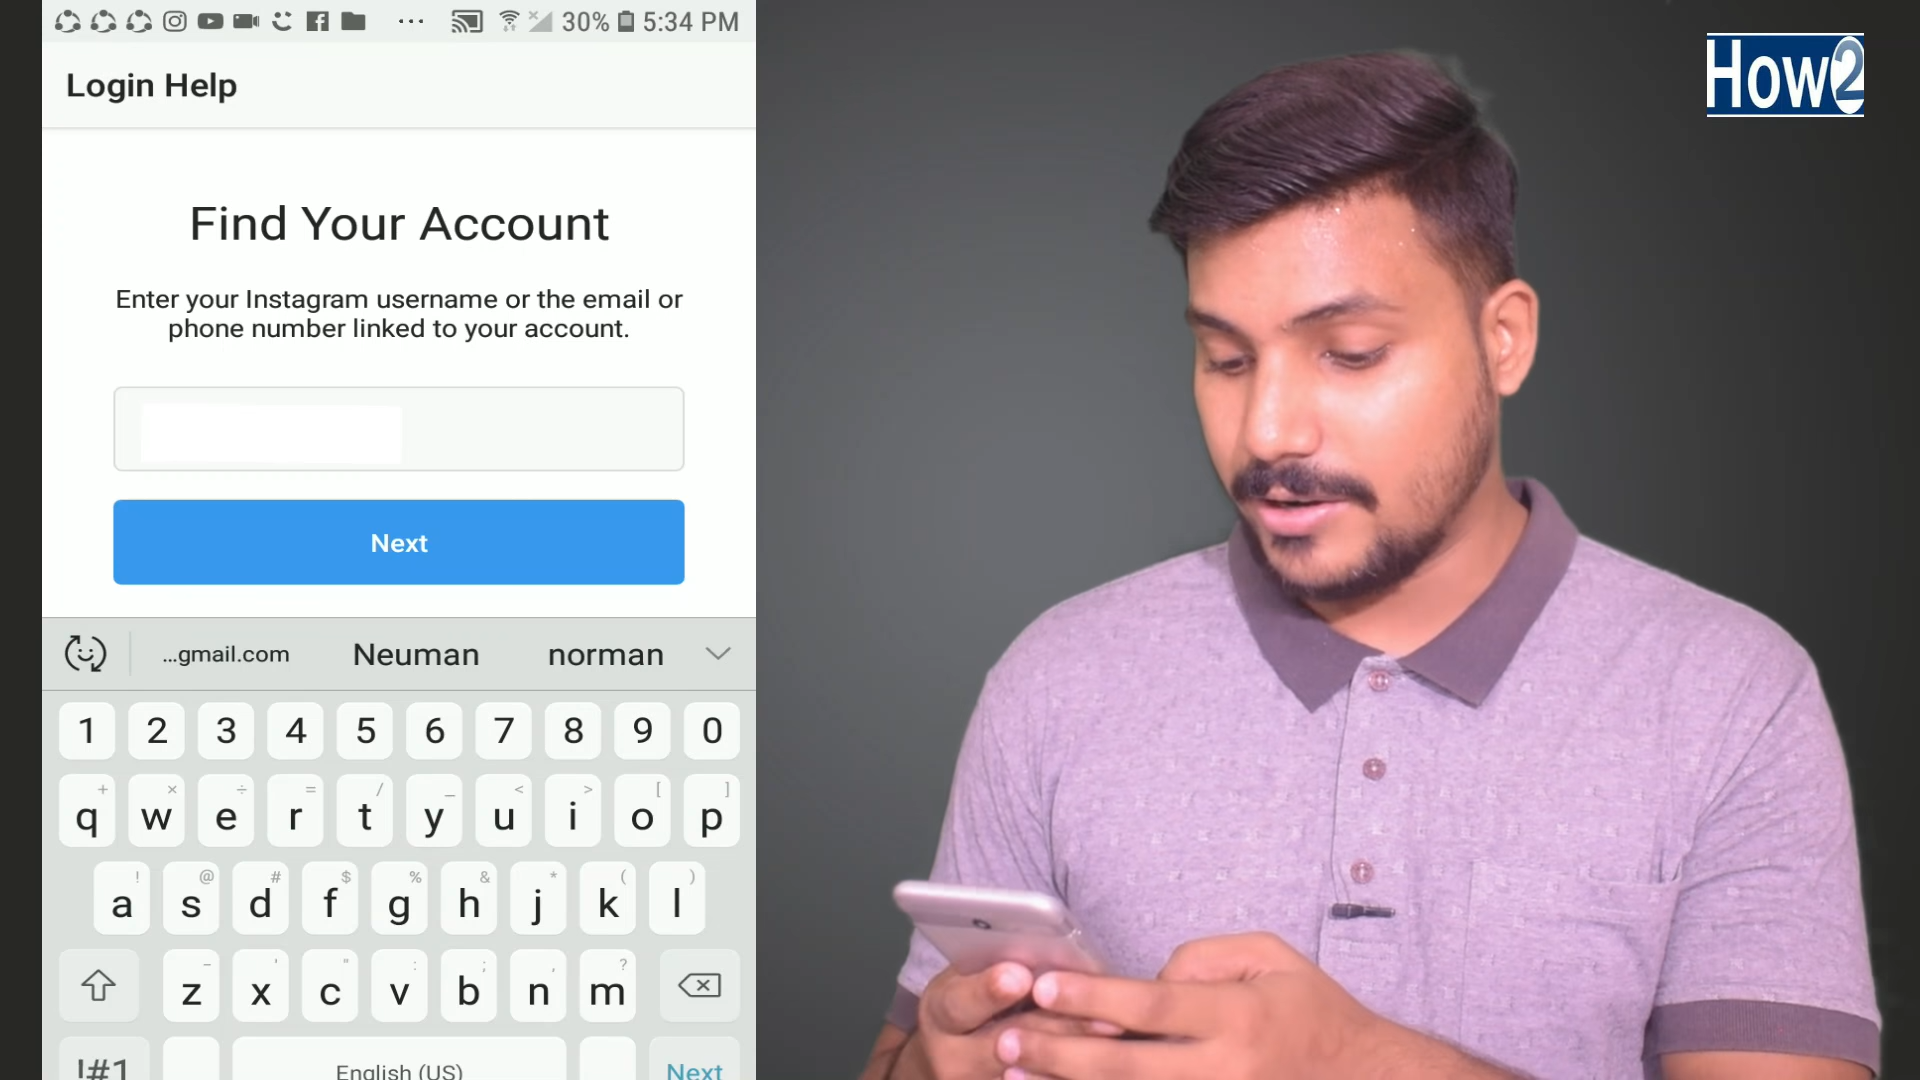 30% 5:34 PM
Login Help
Find Your Account
Enter your Instagram username or the email or
phone number linked to your account.
Next
...gmail.com Neuman norman
1 2 3 4 5 6 7 8 9 0
+ × ÷ = / _ < > [ ]
q w e r t y u i o p
! @ # $ % & * ( )
a s d f g h j k l
- ' " : ; , ?
z x c v b n m
!#1 English (US) Next
How2